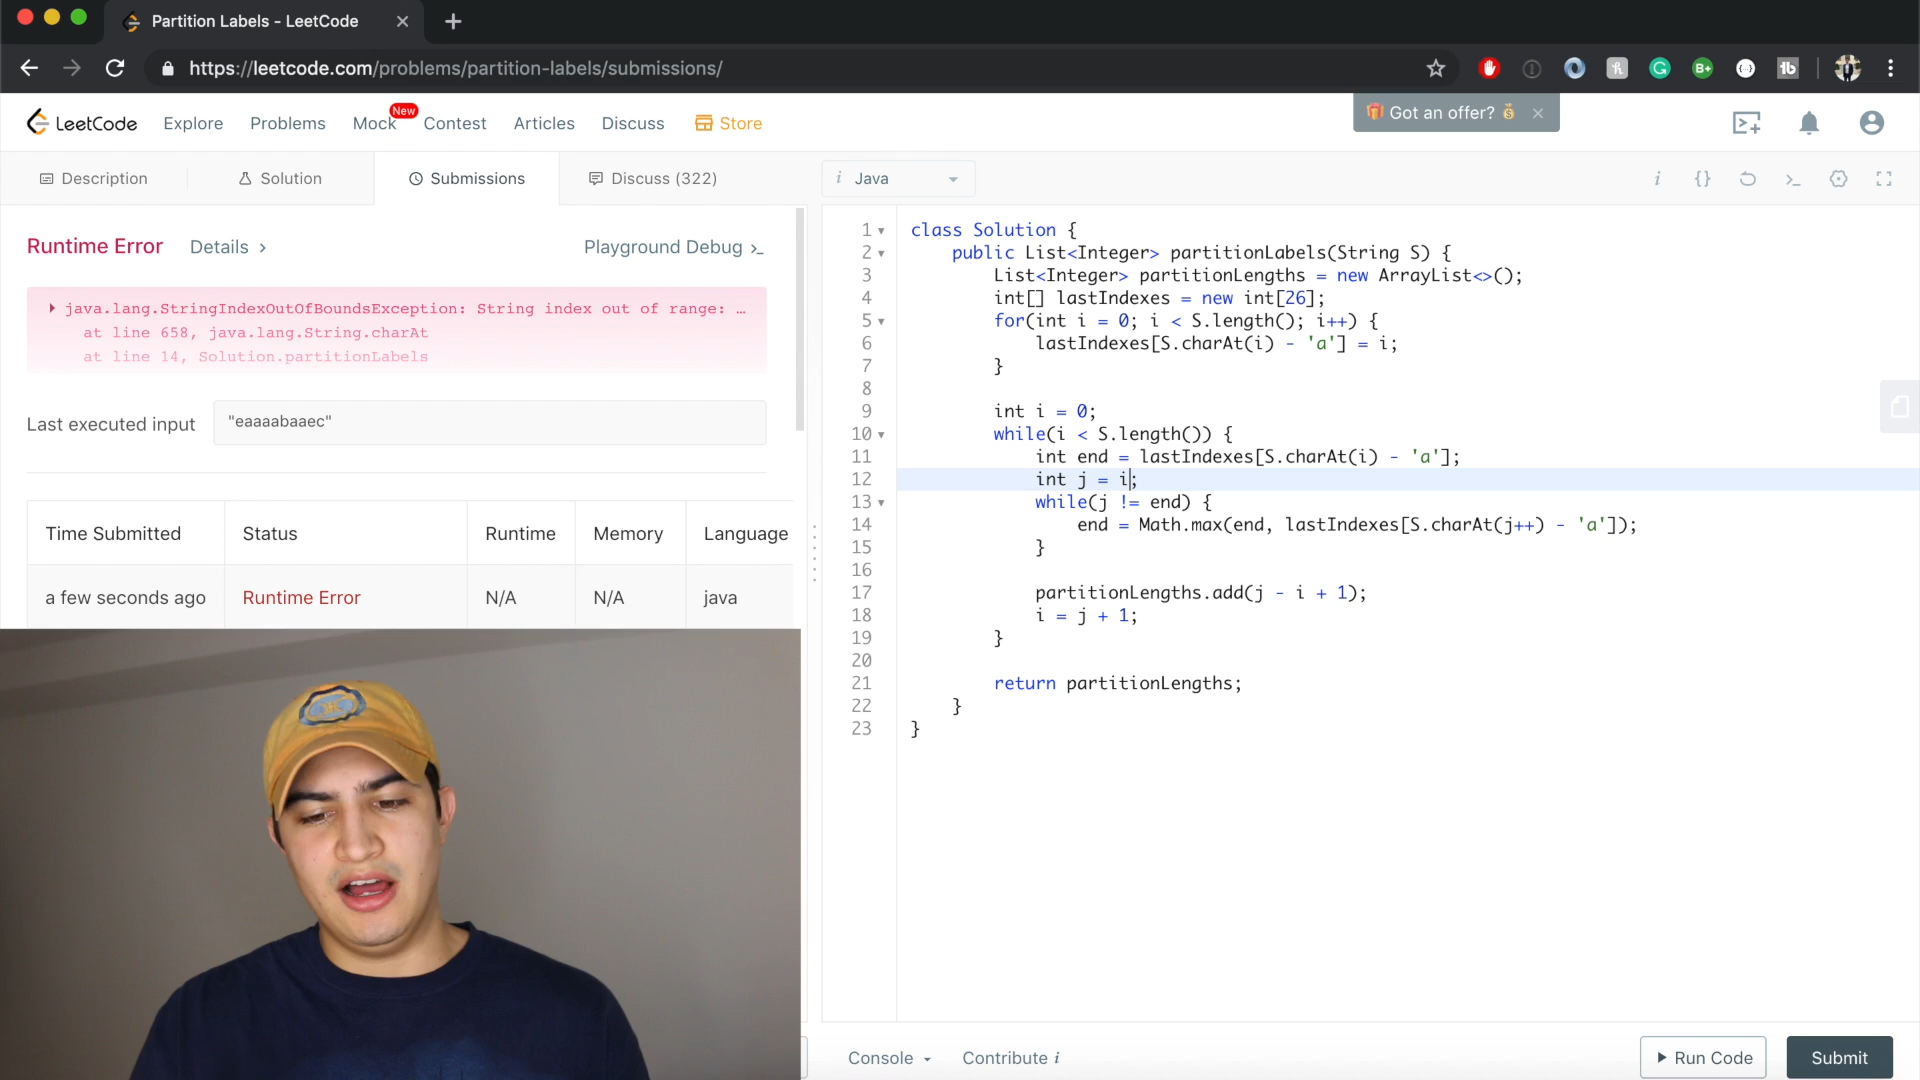 Partition Labels - LeetCode
https://leetcode.com/problems/partition-labels/submissions/
LeetCode
Explore
Problems
Mock
New
Contest
Articles
Discuss
Store
🎁 Got an offer? 💰
Description
Solution
Submissions
Discuss (322)
i Java
Runtime Error
Details >
Playground Debug >_
java.lang.StringIndexOutOfBoundsException: String index out of range: …
at line 658, java.lang.String.charAt
at line 14, Solution.partitionLabels
Last executed input
"eaaaabaaec"
Time Submitted Status Runtime Memory Language
a few seconds ago Runtime Error N/A N/A java
1 class Solution {
2 public List<Integer> partitionLabels(String S) {
3 List<Integer> partitionLengths = new ArrayList<>();
4 int[] lastIndexes = new int[26];
5 for(int i = 0; i < S.length(); i++) {
6 lastIndexes[S.charAt(i) - 'a'] = i;
7 }
8
9 int i = 0;
10 while(i < S.length()) {
11 int end = lastIndexes[S.charAt(i) - 'a'];
12 int j = i;
13 while(j != end) {
14 end = Math.max(end, lastIndexes[S.charAt(j++) - 'a']);
15 }
16
17 partitionLengths.add(j - i + 1);
18 i = j + 1;
19 }
20
21 return partitionLengths;
22 }
23 }
Console
Contribute i
Run Code
Submit